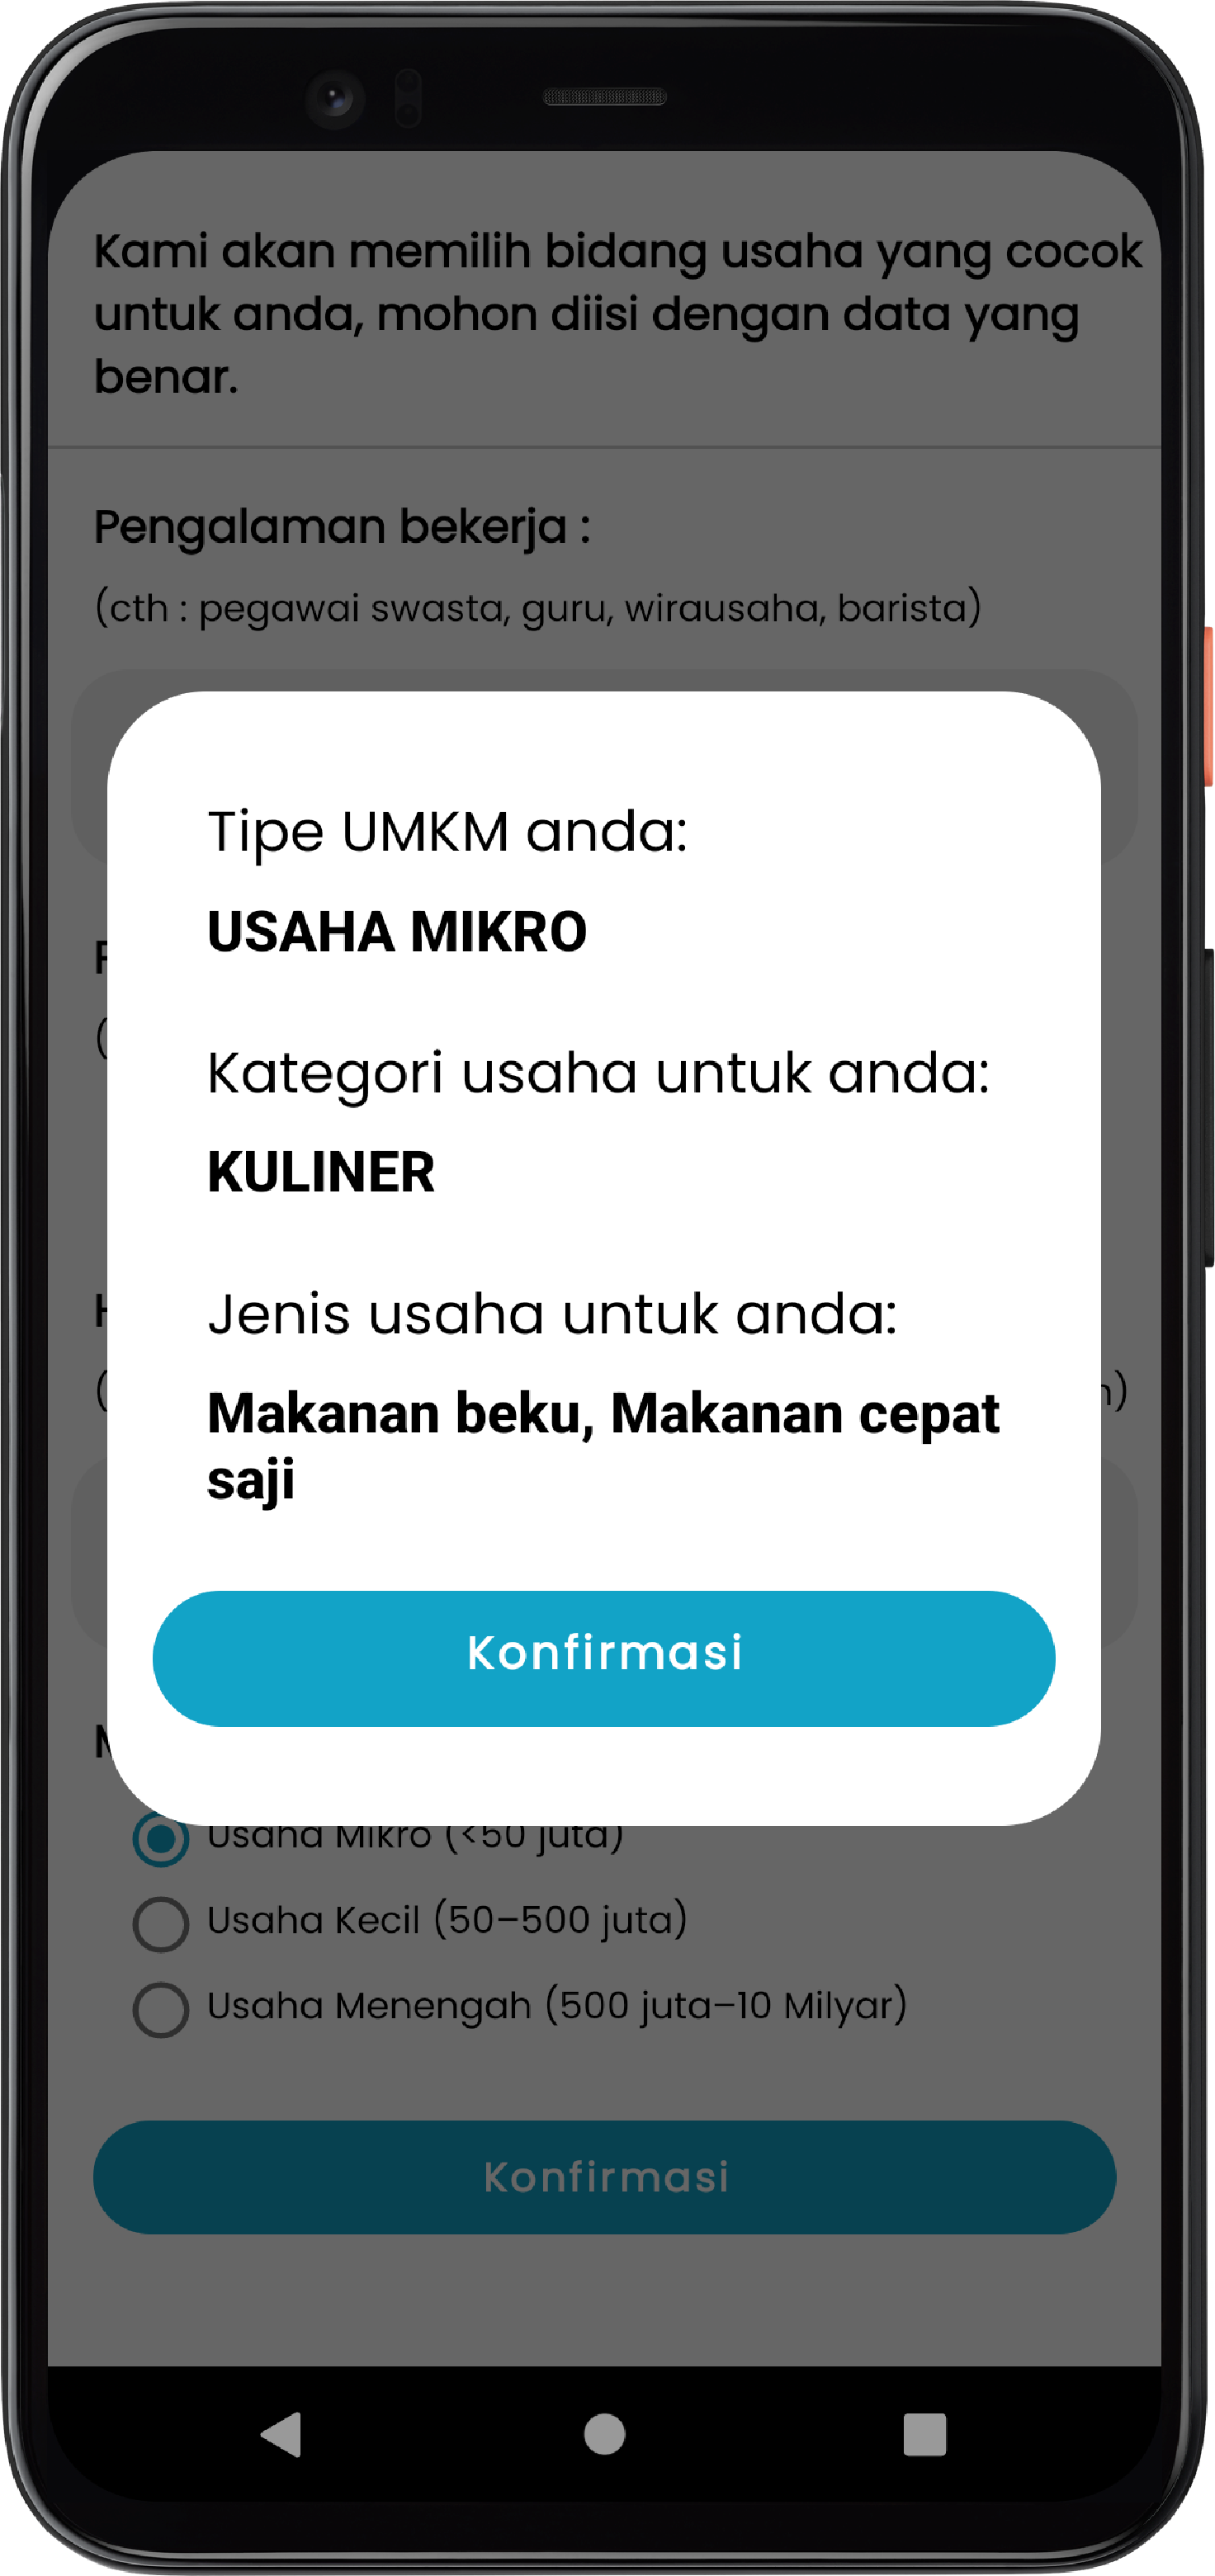 Kami akan memilih bidang usaha yang cocok
untuk anda, mohon diisi dengan data yang
benar.
Pengalaman bekerja :
(cth : pegawai swasta, guru, wirausaha, barista)
Tipe UMKM anda:
USAHA MIKRO
Kategori usaha untuk anda:
KULINER
Jenis usaha untuk anda:
Makanan beku, Makanan cepat
saji
Konfirmasi
Usaha Mikro (<50 juta)
Usaha Kecil (50–500 juta)
Usaha Menengah (500 juta–10 Milyar)
Konfirmasi